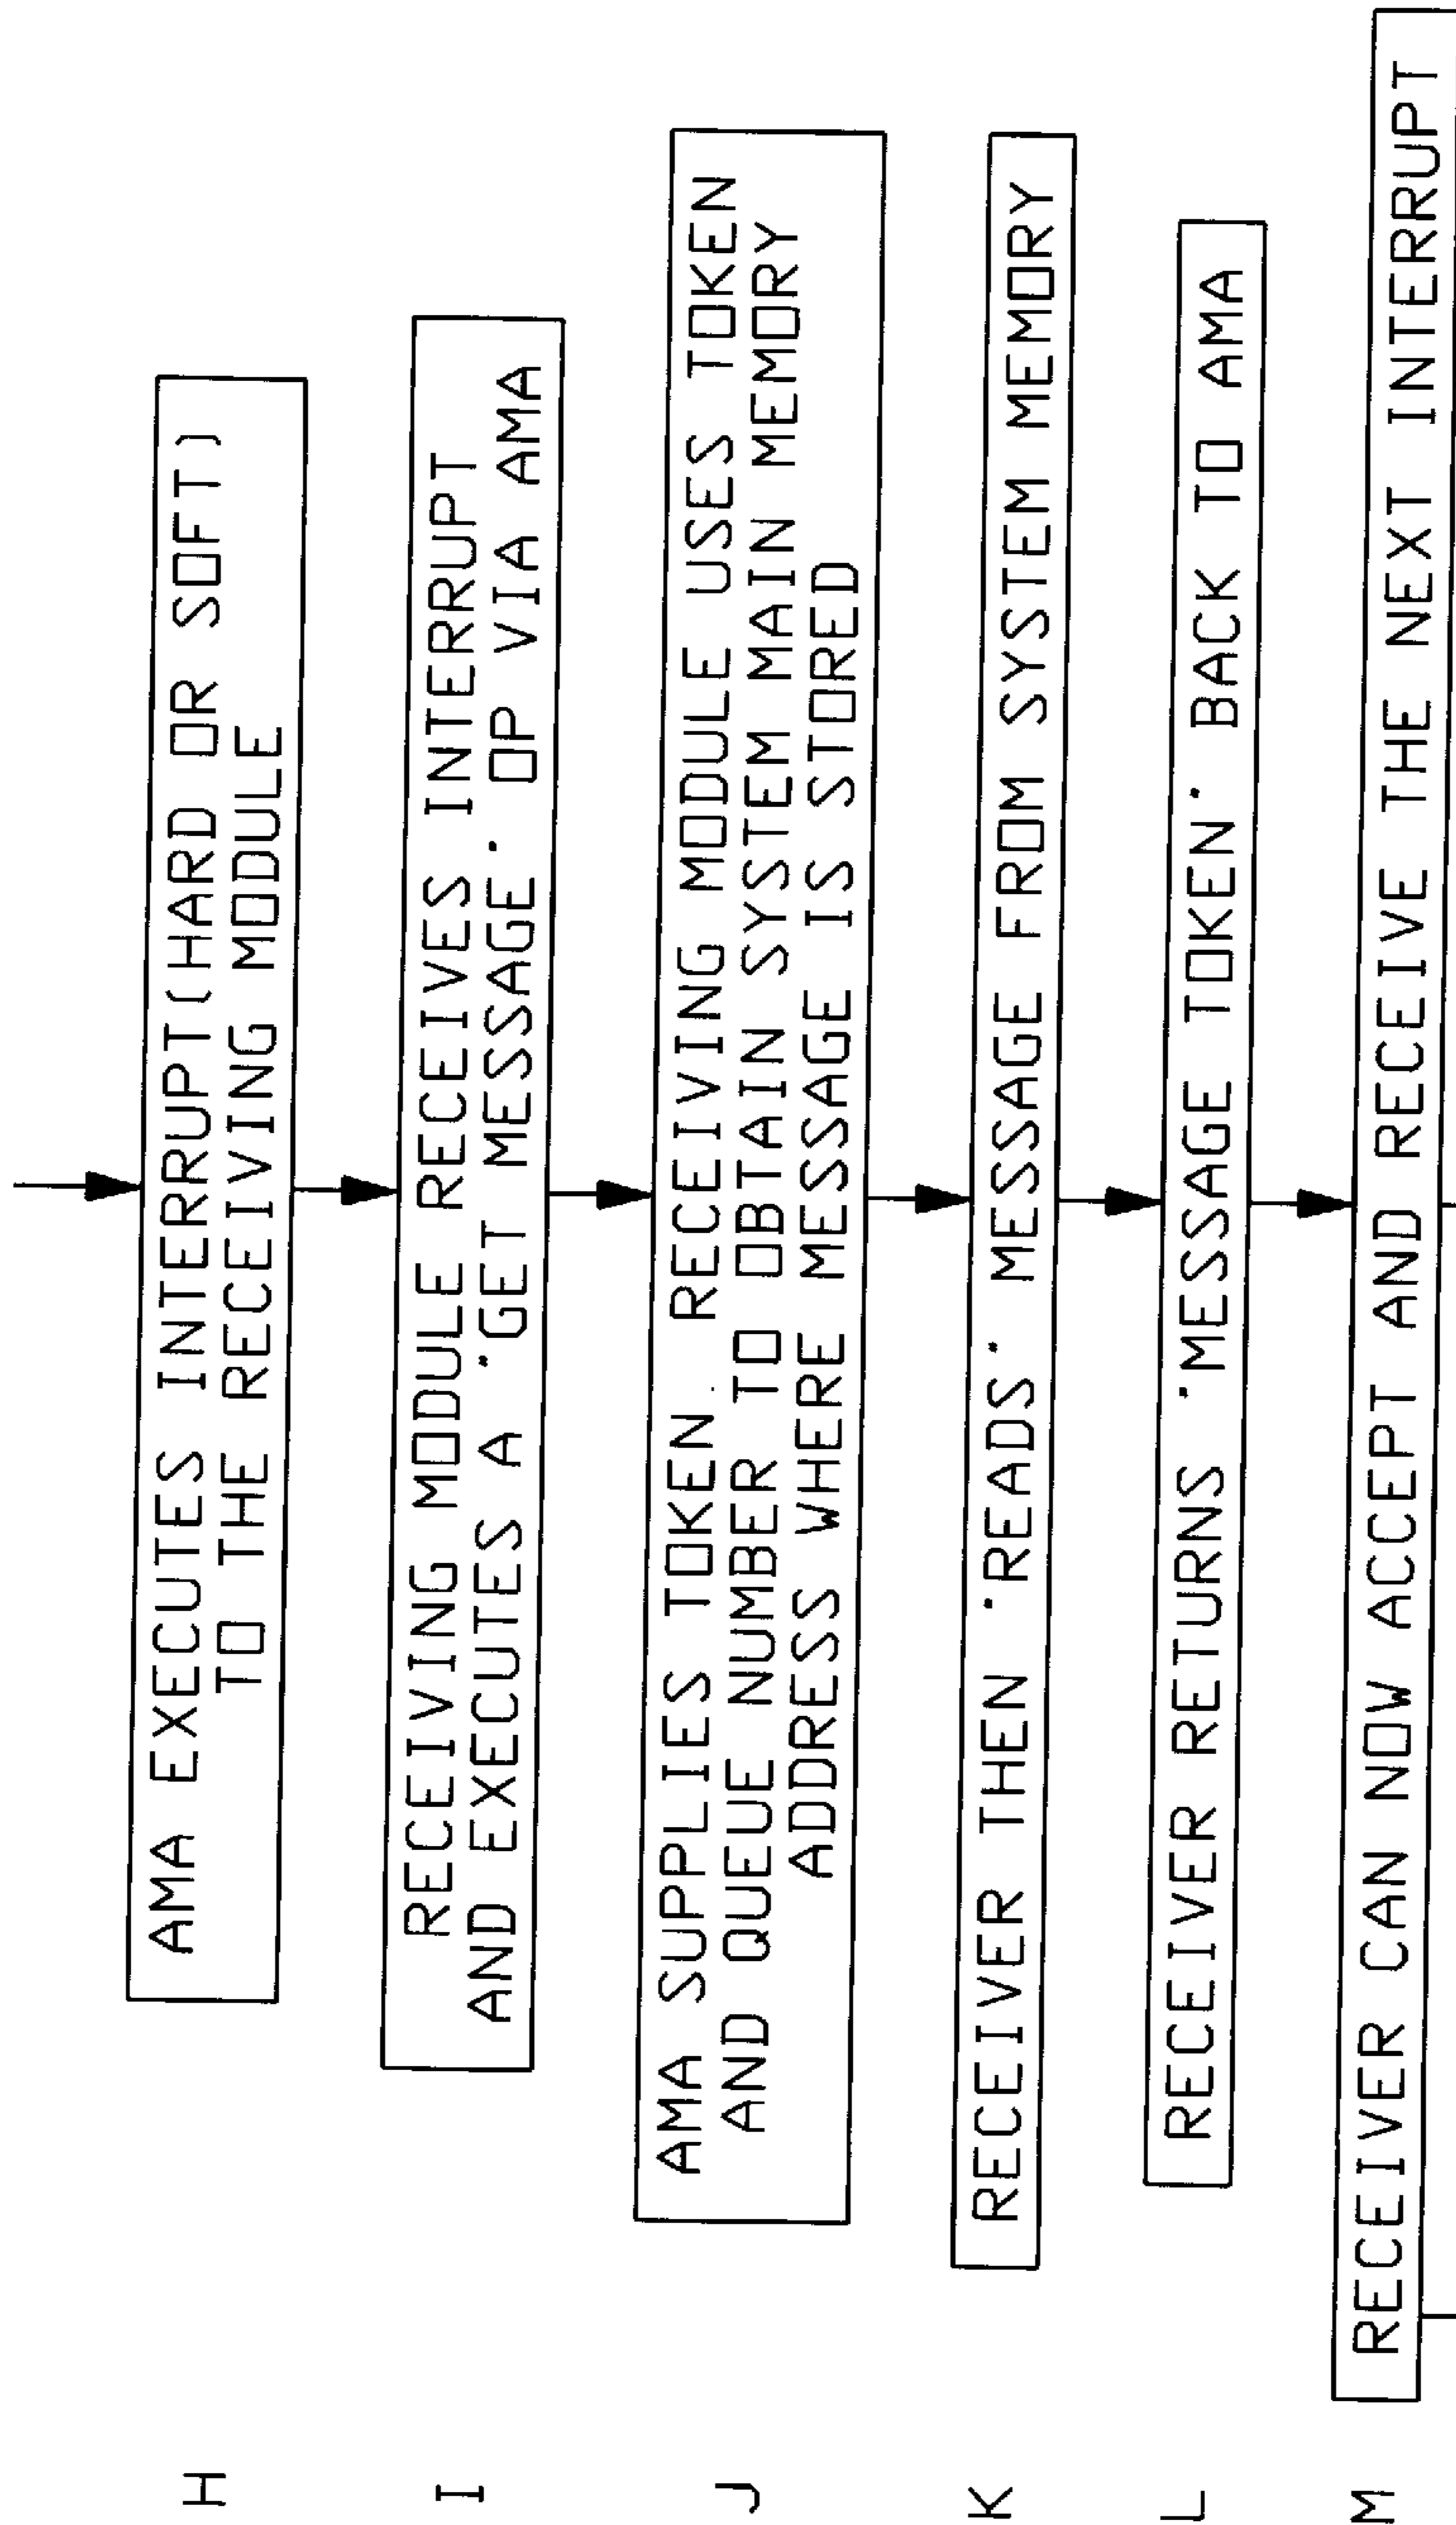 H
AMA EXECUTES INTERRUPT(HARD OR SOFT)
TO THE RECEIVING MODULE
I
RECEIVING MODULE RECEIVES INTERRUPT
AND EXECUTES A "GET MESSAGE" OP VIA AMA
J
AMA SUPPLIES TOKEN. RECEIVING MODULE USES TOKEN
AND QUEUE NUMBER TO OBTAIN SYSTEM MAIN MEMORY
ADDRESS WHERE MESSAGE IS STORED
K
RECEIVER THEN "READS" MESSAGE FROM SYSTEM MEMORY
L
RECEIVER RETURNS "MESSAGE TOKEN" BACK TO AMA
M
RECEIVER CAN NOW ACCEPT AND RECEIVE THE NEXT INTERRUPT